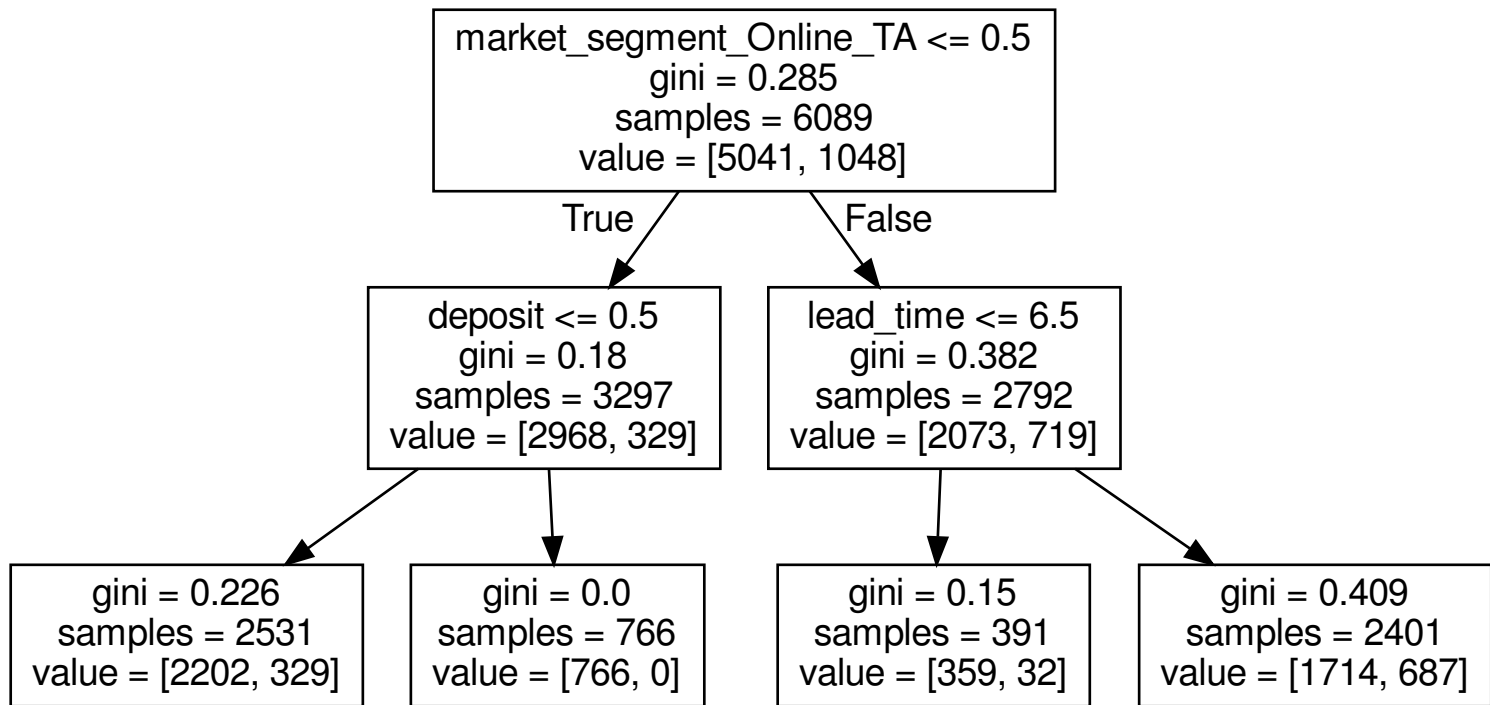 market_segment_Online_TA <= 0.5
gini = 0.285
samples = 6089
value = [5041, 1048]
True
False
deposit <= 0.5
gini = 0.18
samples = 3297
value = [2968, 329]
lead_time <= 6.5
gini = 0.382
samples = 2792
value = [2073, 719]
gini = 0.226
samples = 2531
value = [2202, 329]
gini = 0.0
samples = 766
value = [766, 0]
gini = 0.15
samples = 391
value = [359, 32]
gini = 0.409
samples = 2401
value = [1714, 687]